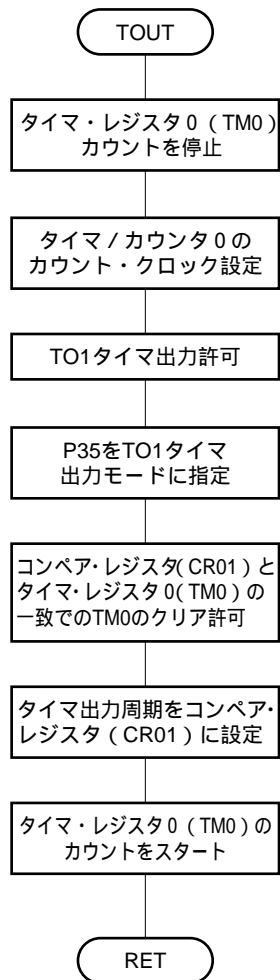 TOUT
タイマ・レジスタ0（TM0）
カウントを停止
タイマ／カウンタ0の
カウント・クロック設定
TO1タイマ出力許可
P35をTO1タイマ
出力モードに指定
コンペア・レジスタ（CR01）と
タイマ・レジスタ0（TM0）の
一致でのTM0のクリア許可
タイマ出力周期をコンペア・
レジスタ（CR01）に設定
タイマ・レジスタ0（TM0）の
カウントをスタート
RET